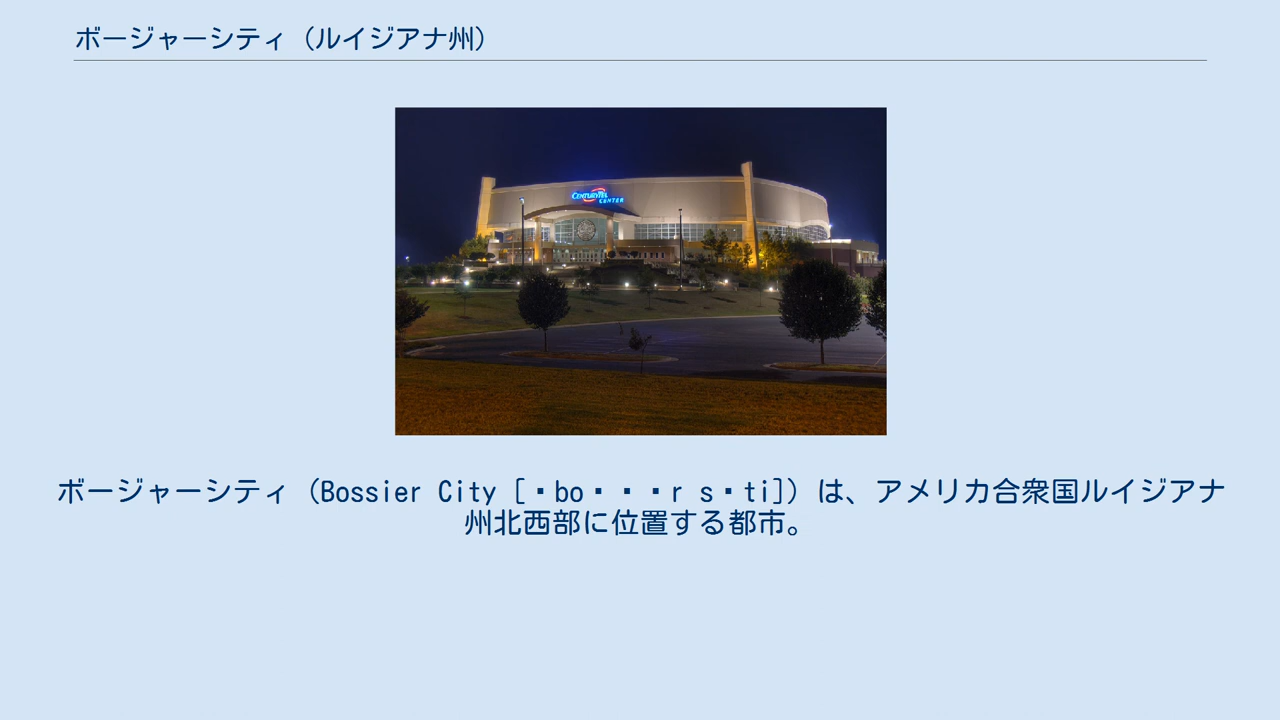 ボージャーシティ（ルイジアナ州）
CENTURYTEL
CENTER
ボージャーシティ（Bossier City [▪bo▪▪▪r s▪ti]）は、アメリカ合衆国ルイジアナ
州北西部に位置する都市。